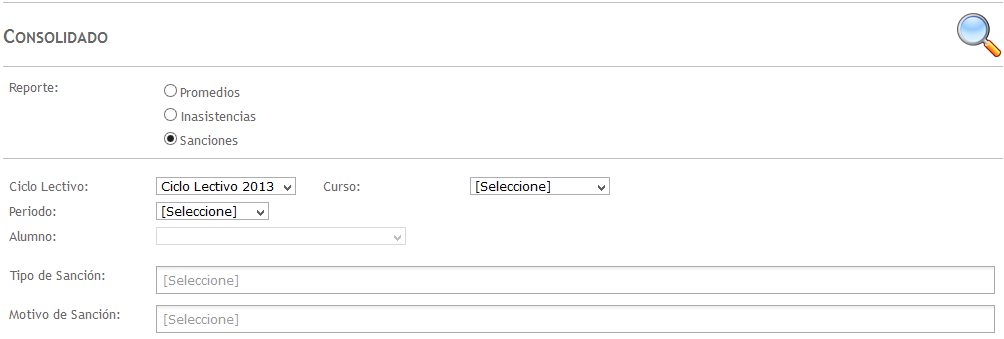 CONSOLIDADO
Reporte:
Promedios
Inasistencias
Sanciones
Ciclo Lectivo: Ciclo Lectivo 2013 Curso: [Seleccione]
Periodo: [Seleccione]
Alumno:
Tipo de Sanción: [Seleccione]
Motivo de Sanción: [Seleccione]